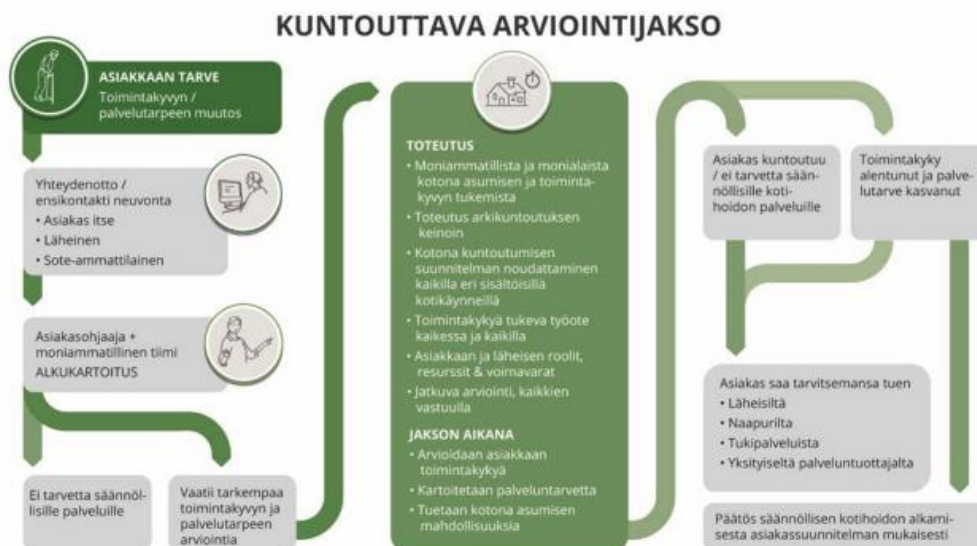 KUNTOUTTAVA ARVIOINTIJAKSO
ASIAKKAAN TARVE
Toimintakyvyn /
palvelutarpeen muutos
Yhteydenotto /
ensikontakti neuvonta
• Asiakas itse
• Läheinen
• Sote-ammattilainen
Asiakasohjaaja +
moniammatillinen tiimi
ALKUKARTOITUS
Ei tarvetta säännöl-
lisille palveluille
Vaatii tarkempaa
toimintakyvyn ja
palvelutarpeen
arviointia
TOTEUTUS
• Moniammatillista ja monialaista
kotona asumisen ja toiminta-
kyvyn tukemista
• Toteutus arkikuntoutuksen
keinoin
• Kotona kuntoutumisen
suunnitelman noudattaminen
kaikilla eri sisältöisillä
kotikäynneillä
• Toimintakykyä tukeva työote
kaikessa ja kaikilla
• Asiakkaan ja läheisen roolit,
resurssit & voimavarat
• Jatkuva arviointi, kaikkien
vastuulla
JAKSON AIKANA
• Arvioidaan asiakkaan
toimintakykyä
• Kartoitetaan palveluntarvetta
• Tuetaan kotona asumisen
mahdollisuuksia
Asiakas kuntoutuu
/ ei tarvetta sään-
nöllisille koti-
hoidon palveluille
Toimintakyky
alentunut ja palve-
lutarve kasvanut
Asiakas saa tarvitsemansa tuen
• Läheisiltä
• Naapurilta
• Tukipalveluista
• Yksityiseltä palveluntuottajalta
Päätös säännöllisen kotihoidon alkami-
sesta asiakassuunnitelman mukaisesti